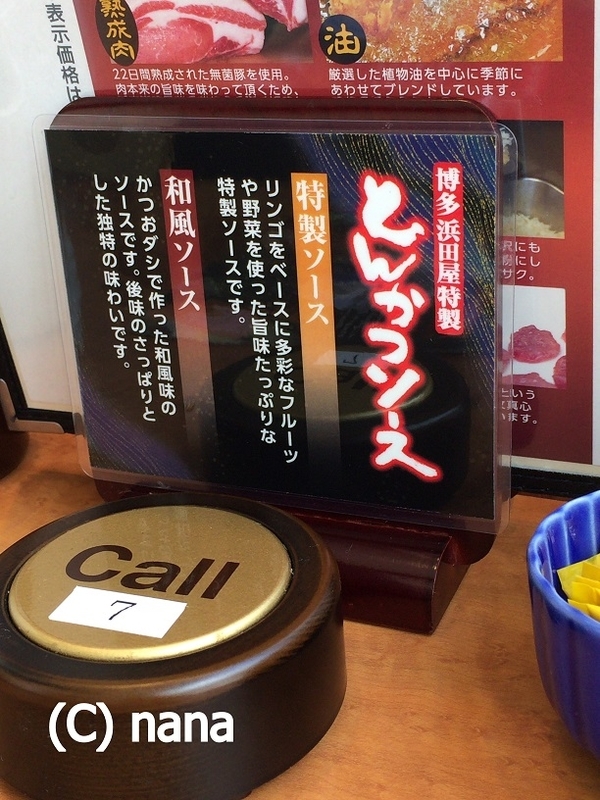 表示価格は
熟成肉
22日間熟成された無菌豚を使用。
肉本来の旨味を味わって頂くため、
油
厳選した植物油を中心に季節に
あわせてブレンドしています。
博多 浜田屋特製
とんかつソース
特製ソース
リンゴをベースに多彩なフルーツ
や野菜を使った旨味たっぷりな
特製ソースです。
和風ソース
かつおダシで作った和風味の
ソースです。後味のさっぱりと
した独特の味わいです。
Call
7
(C) nana